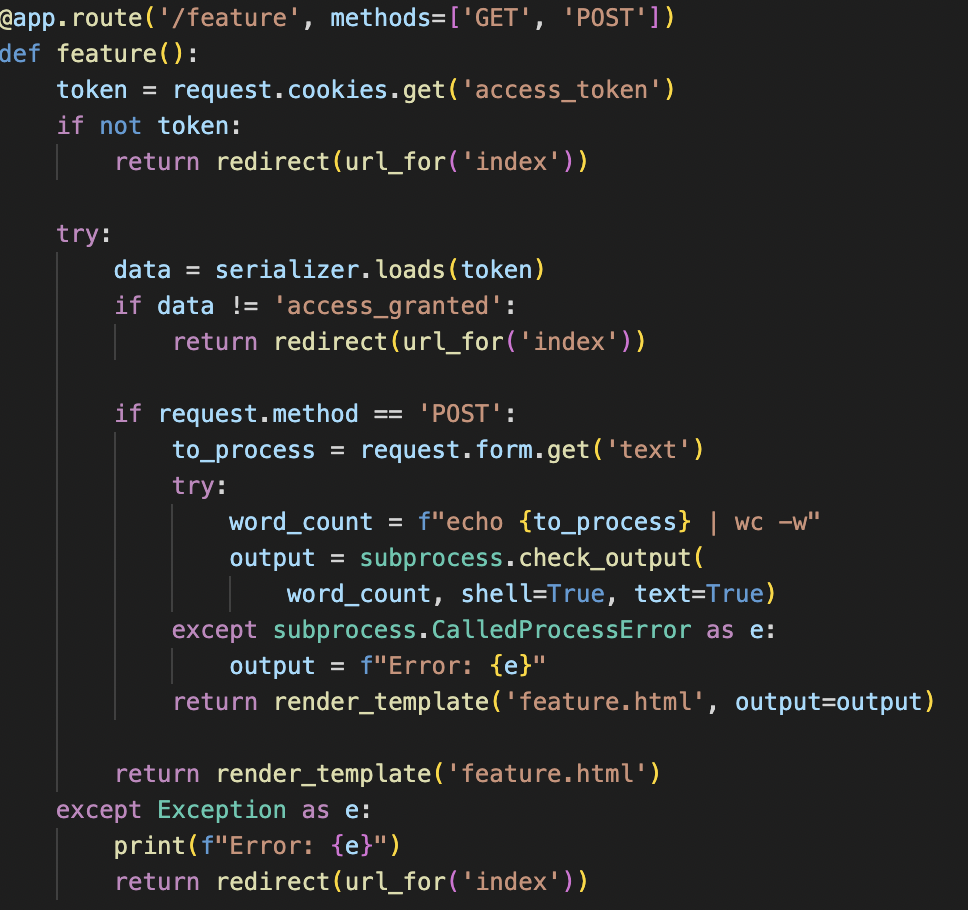 @app.route('/feature', methods=['GET', 'POST'])
def feature():
    token = request.cookies.get('access_token')
    if not token:
        return redirect(url_for('index'))

    try:
        data = serializer.loads(token)
        if data != 'access_granted':
            return redirect(url_for('index'))

        if request.method == 'POST':
            to_process = request.form.get('text')
            try:
                word_count = f"echo {to_process} | wc -w"
                output = subprocess.check_output(
                    word_count, shell=True, text=True)
            except subprocess.CalledProcessError as e:
                output = f"Error: {e}"
            return render_template('feature.html', output=output)

        return render_template('feature.html')
    except Exception as e:
        print(f"Error: {e}")
        return redirect(url_for('index'))